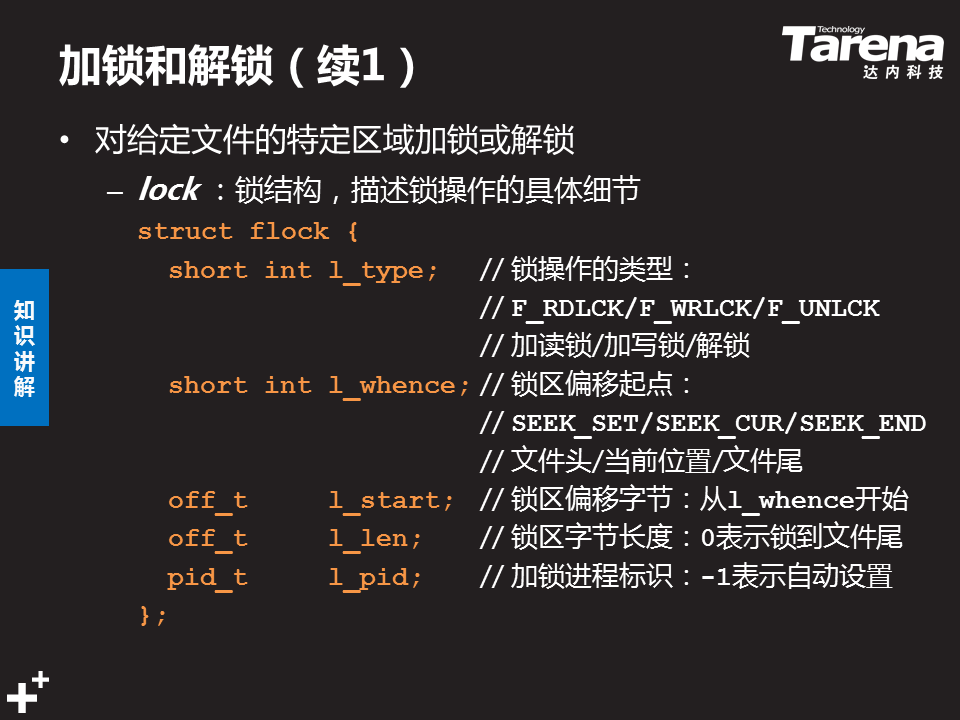 加锁和解锁（续1）
Technology
Tarena
达内科技
• 对给定文件的特定区域加锁或解锁
– lock ：锁结构，描述锁操作的具体细节
struct flock {
short int l_type; // 锁操作的类型：
// F_RDLCK/F_WRLCK/F_UNLCK
// 加读锁/加写锁/解锁
short int l_whence; // 锁区偏移起点：
// SEEK_SET/SEEK_CUR/SEEK_END
// 文件头/当前位置/文件尾
off_t l_start; // 锁区偏移字节：从l_whence开始
off_t l_len; // 锁区字节长度：0表示锁到文件尾
pid_t l_pid; // 加锁进程标识：-1表示自动设置
};
知
识
讲
解